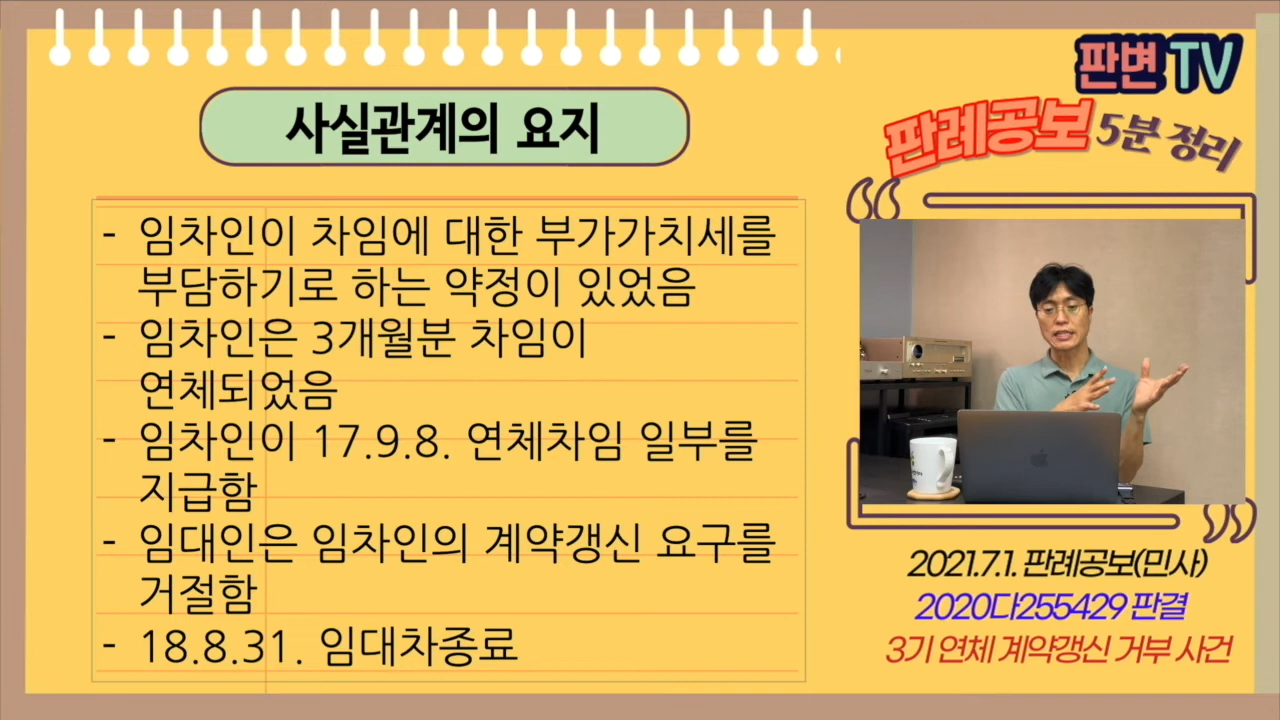 판변 TV
판례공보 5분 정리
사실관계의 요지
- 임차인이 차임에 대한 부가가치세를
부담하기로 하는 약정이 있었음
- 임차인은 3개월분 차임이
연체되었음
- 임차인이 17.9.8. 연체차임 일부를
지급함
- 임대인은 임차인의 계약갱신 요구를
거절함
- 18.8.31. 임대차종료
2021.7.1. 판례공보(민사)
2020다255429 판결
3기 연체 계약갱신 거부 사건